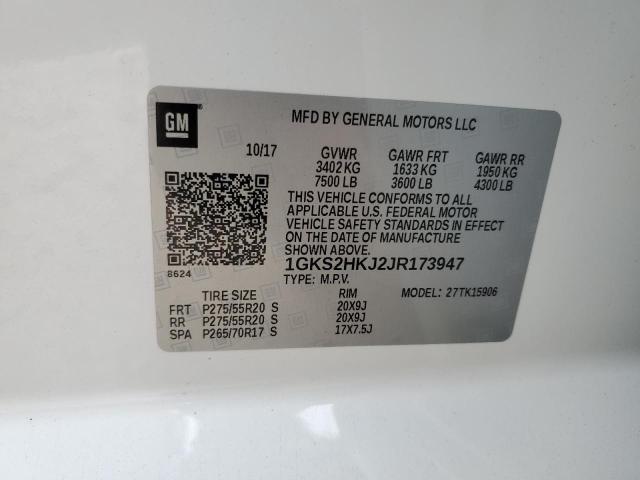 GM
MFD BY GENERAL MOTORS LLC
10/17 GVWR GAWR FRT GAWR RR
3402 KG 1633 KG 1950 KG
7500 LB 3600 LB 4300 LB
THIS VEHICLE CONFORMS TO ALL
APPLICABLE U.S. FEDERAL MOTOR
VEHICLE SAFETY STANDARDS IN EFFECT
ON THE DATE OF MANUFACTURE
SHOWN ABOVE.
8624
1GKS2HKJ2JR173947
TYPE: M.P.V. MODEL: 27TK15906
TIRE SIZE RIM
FRT P275/55R20 S 20X9J
RR P275/55R20 S 20X9J
SPA P265/70R17 S 17X7.5J